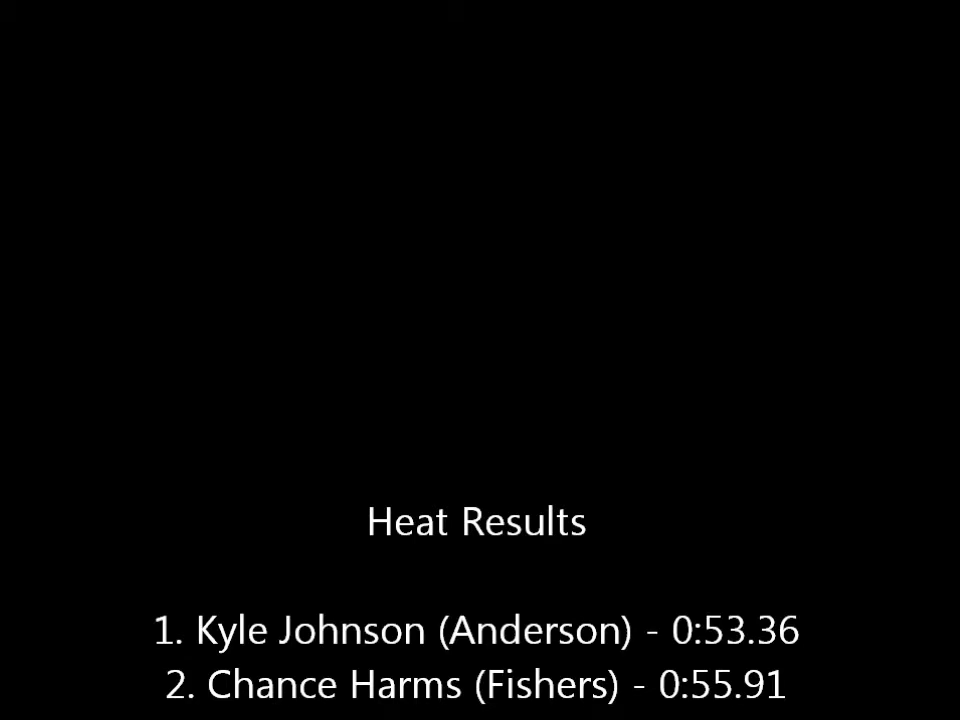 Heat Results
1. Kyle Johnson (Anderson) - 0:53.36
2. Chance Harms (Fishers) - 0:55.91